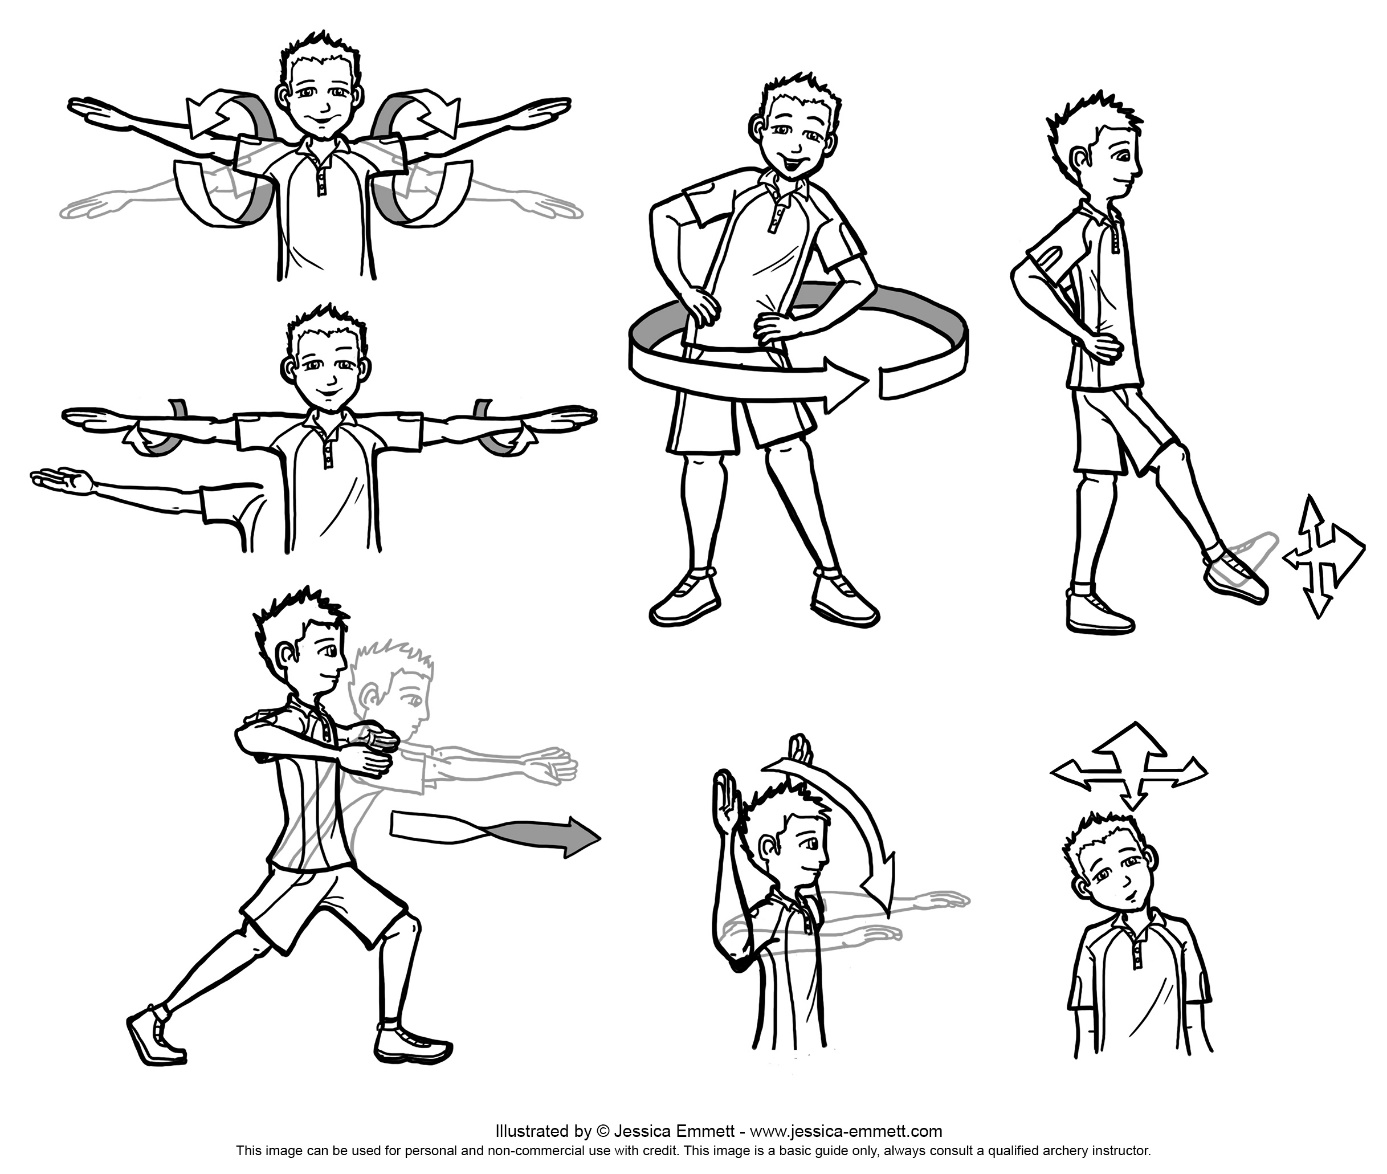 Illustrated by © Jessica Emmett - www.jessica-emmett.com
This image can be used for personal and non-commercial use with credit. This image is a basic guide only, always consult a qualified archery instructor.